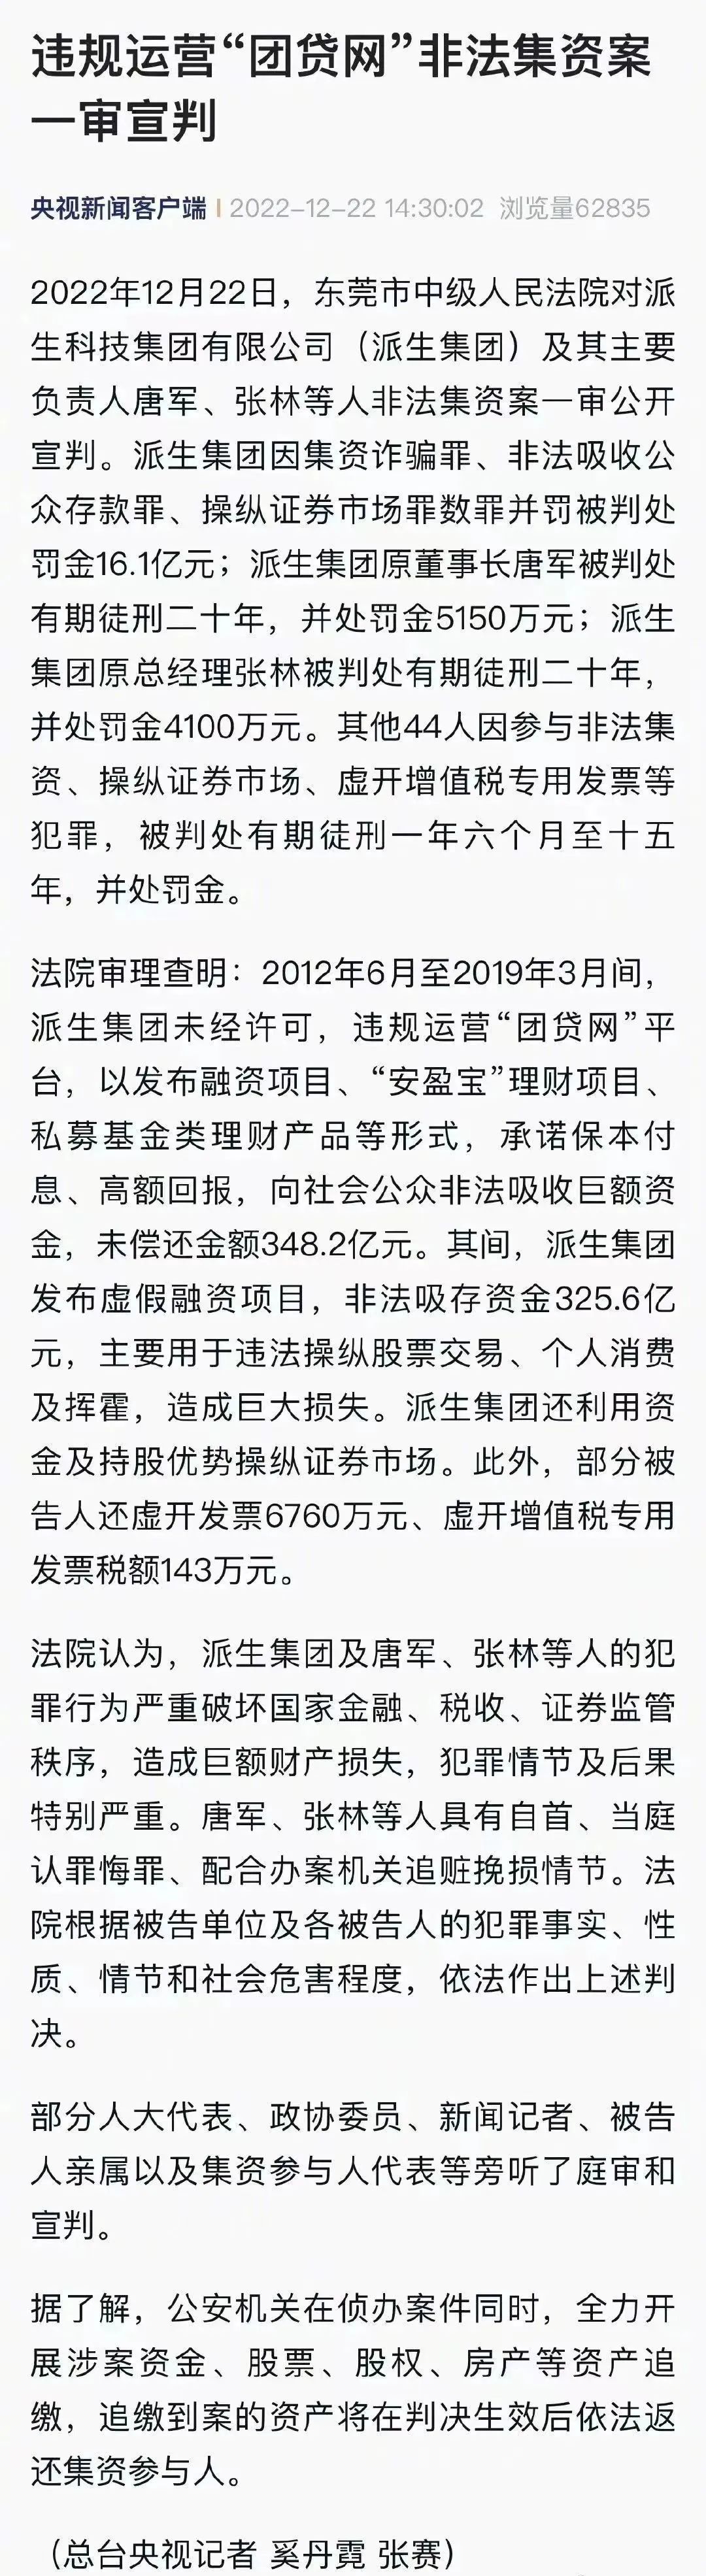 违规运营“团贷网”非法集资案
一审宣判
央视新闻客户端 | 2022-12-22 14:30:02 浏览量62835
2022年12月22日，东莞市中级人民法院对派
生科技集团有限公司（派生集团）及其主要
负责人唐军、张林等人非法集资案一审公开
宣判。派生集团因集资诈骗罪、非法吸收公
众存款罪、操纵证券市场罪数罪并罚被判处
罚金16.1亿元；派生集团原董事长唐军被判处
有期徒刑二十年，并处罚金5150万元；派生
集团原总经理张林被判处有期徒刑二十年，
并处罚金4100万元。其他44人因参与非法集
资、操纵证券市场、虚开增值税专用发票等
犯罪，被判处有期徒刑一年六个月至十五
年，并处罚金。
法院审理查明：2012年6月至2019年3月间，
派生集团未经许可，违规运营“团贷网”平
台，以发布融资项目、“安盈宝”理财项目、
私募基金类理财产品等形式，承诺保本付
息、高额回报，向社会公众非法吸收巨额资
金，未偿还金额348.2亿元。其间，派生集团
发布虚假融资项目，非法吸存资金325.6亿
元，主要用于违法操纵股票交易、个人消费
及挥霍，造成巨大损失。派生集团还利用资
金及持股优势操纵证券市场。此外，部分被
告人还虚开发票6760万元、虚开增值税专用
发票税额143万元。
法院认为，派生集团及唐军、张林等人的犯
罪行为严重破坏国家金融、税收、证券监管
秩序，造成巨额财产损失，犯罪情节及后果
特别严重。唐军、张林等人具有自首、当庭
认罪悔罪、配合办案机关追赃挽损情节。法
院根据被告单位及各被告人的犯罪事实、性
质、情节和社会危害程度，依法作出上述判
决。
部分人大代表、政协委员、新闻记者、被告
人亲属以及集资参与人代表等旁听了庭审和
宣判。
据了解，公安机关在侦办案件同时，全力开
展涉案资金、股票、股权、房产等资产追
缴，追缴到案的资产将在判决生效后依法返
还集资参与人。
（总台央视记者 奚丹霓 张赛）